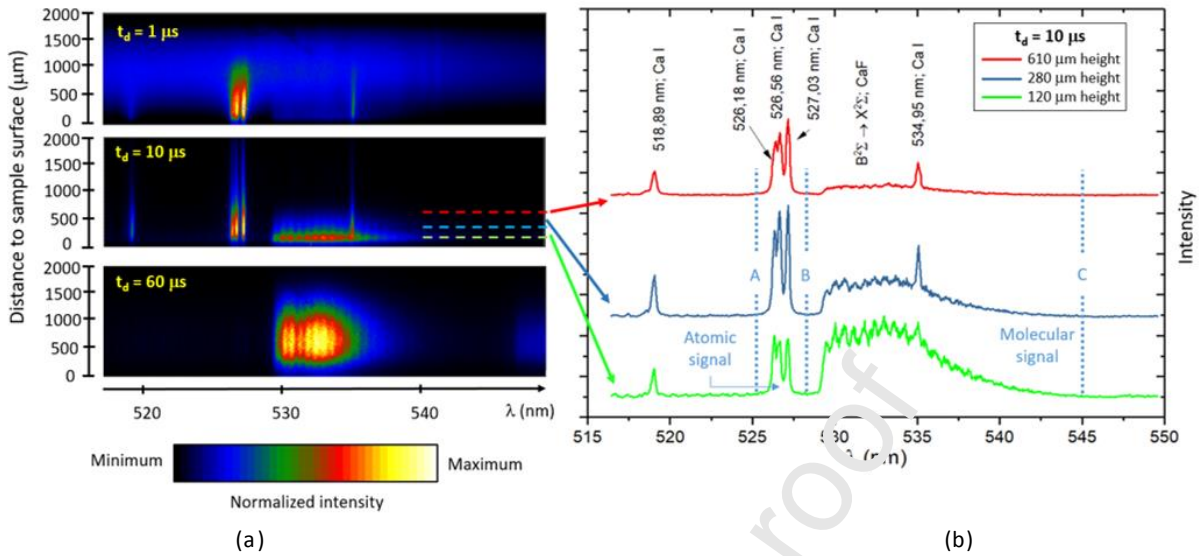 (a)
2000
1500
1000
500
0
2000
1500
1000
500
0
2000
1500
1000
500
0
Distance to sample surface (μm)
t_d = 1 μs
t_d = 10 μs
t_d = 60 μs
520
530
540
λ (nm)
Minimum
Maximum
Normalized intensity
(a)
b)
518,89 nm; Ca I
526,18 nm; Ca I
526,56 nm; Ca I
527,03 nm; Ca I
B²Σ → X²Σ; CaF
534,95 nm; Ca I
t_d = 10 μs
610 μm height
280 μm height
120 μm height
A
B
C
Atomic
signal
Molecular
signal
Intensity
515
520
525
530
535
540
545
550
(nm)
proof
(b)